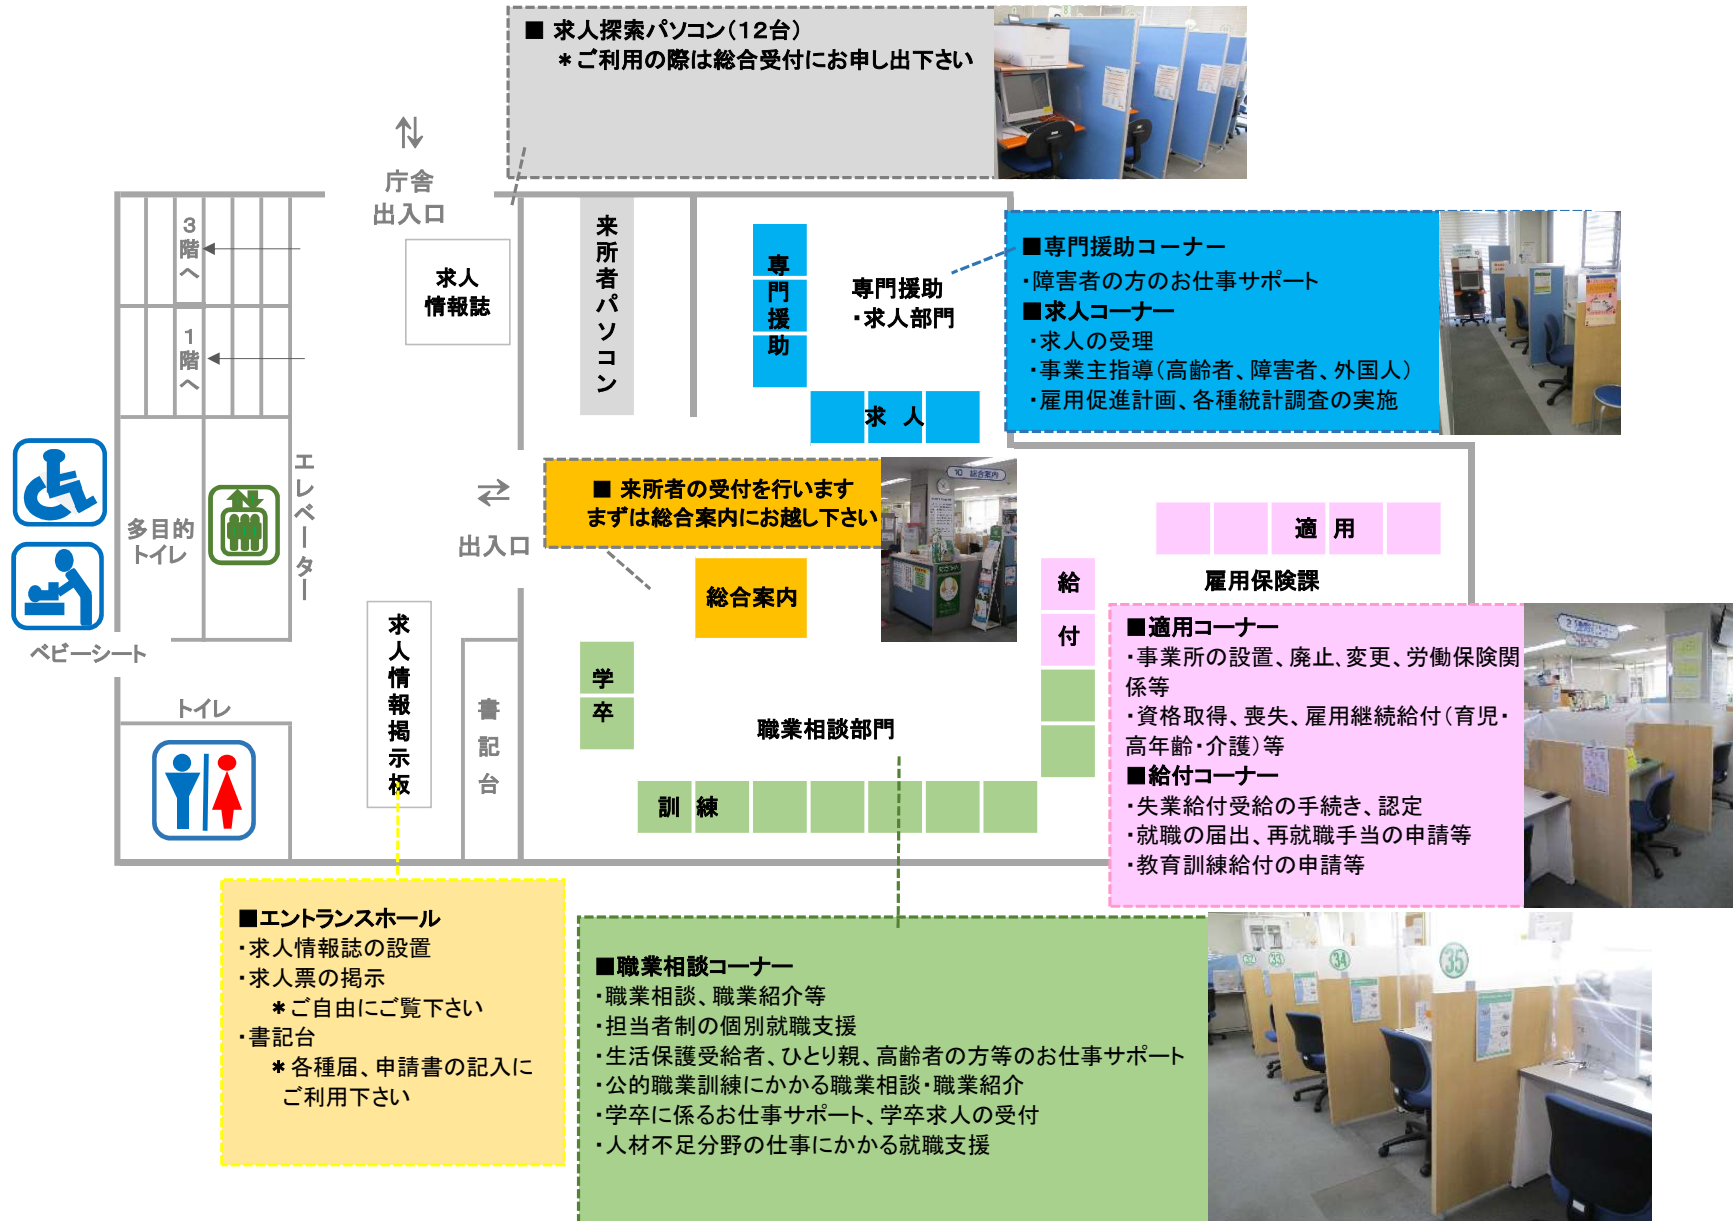 ■ 求人探索パソコン(12台)
＊ご利用の際は総合受付にお申し出下さい
庁舎
出入口
3階へ
1階へ
求人
情報誌
来所者パソコン
専門援助
専門援助
・求人部門
求 人
■専門援助コーナー
・障害者の方のお仕事サポート
■求人コーナー
・求人の受理
・事業主指導(高齢者、障害者、外国人)
・雇用促進計画、各種統計調査の実施
エレベーター
多目的
トイレ
ベビーシート
出入口
■ 来所者の受付を行います
まずは総合案内にお越し下さい
10 総合案内
総合案内
適 用
給付
雇用保険課
■適用コーナー
・事業所の設置、廃止、変更、労働保険関
係等
・資格取得、喪失、雇用継続給付(育児・
高年齢・介護)等
■給付コーナー
・失業給付受給の手続き、認定
・就職の届出、再就職手当の申請等
・教育訓練給付の申請等
求人情報掲示板
書記台
学卒
職業相談部門
訓 練
トイレ
■エントランスホール
・求人情報誌の設置
・求人票の掲示
＊ご自由にご覧下さい
・書記台
＊各種届、申請書の記入に
ご利用下さい
■職業相談コーナー
・職業相談、職業紹介等
・担当者制の個別就職支援
・生活保護受給者、ひとり親、高齢者の方等のお仕事サポート
・公的職業訓練にかかる職業相談・職業紹介
・学卒に係るお仕事サポート、学卒求人の受付
・人材不足分野の仕事にかかる就職支援
32
33
34
35